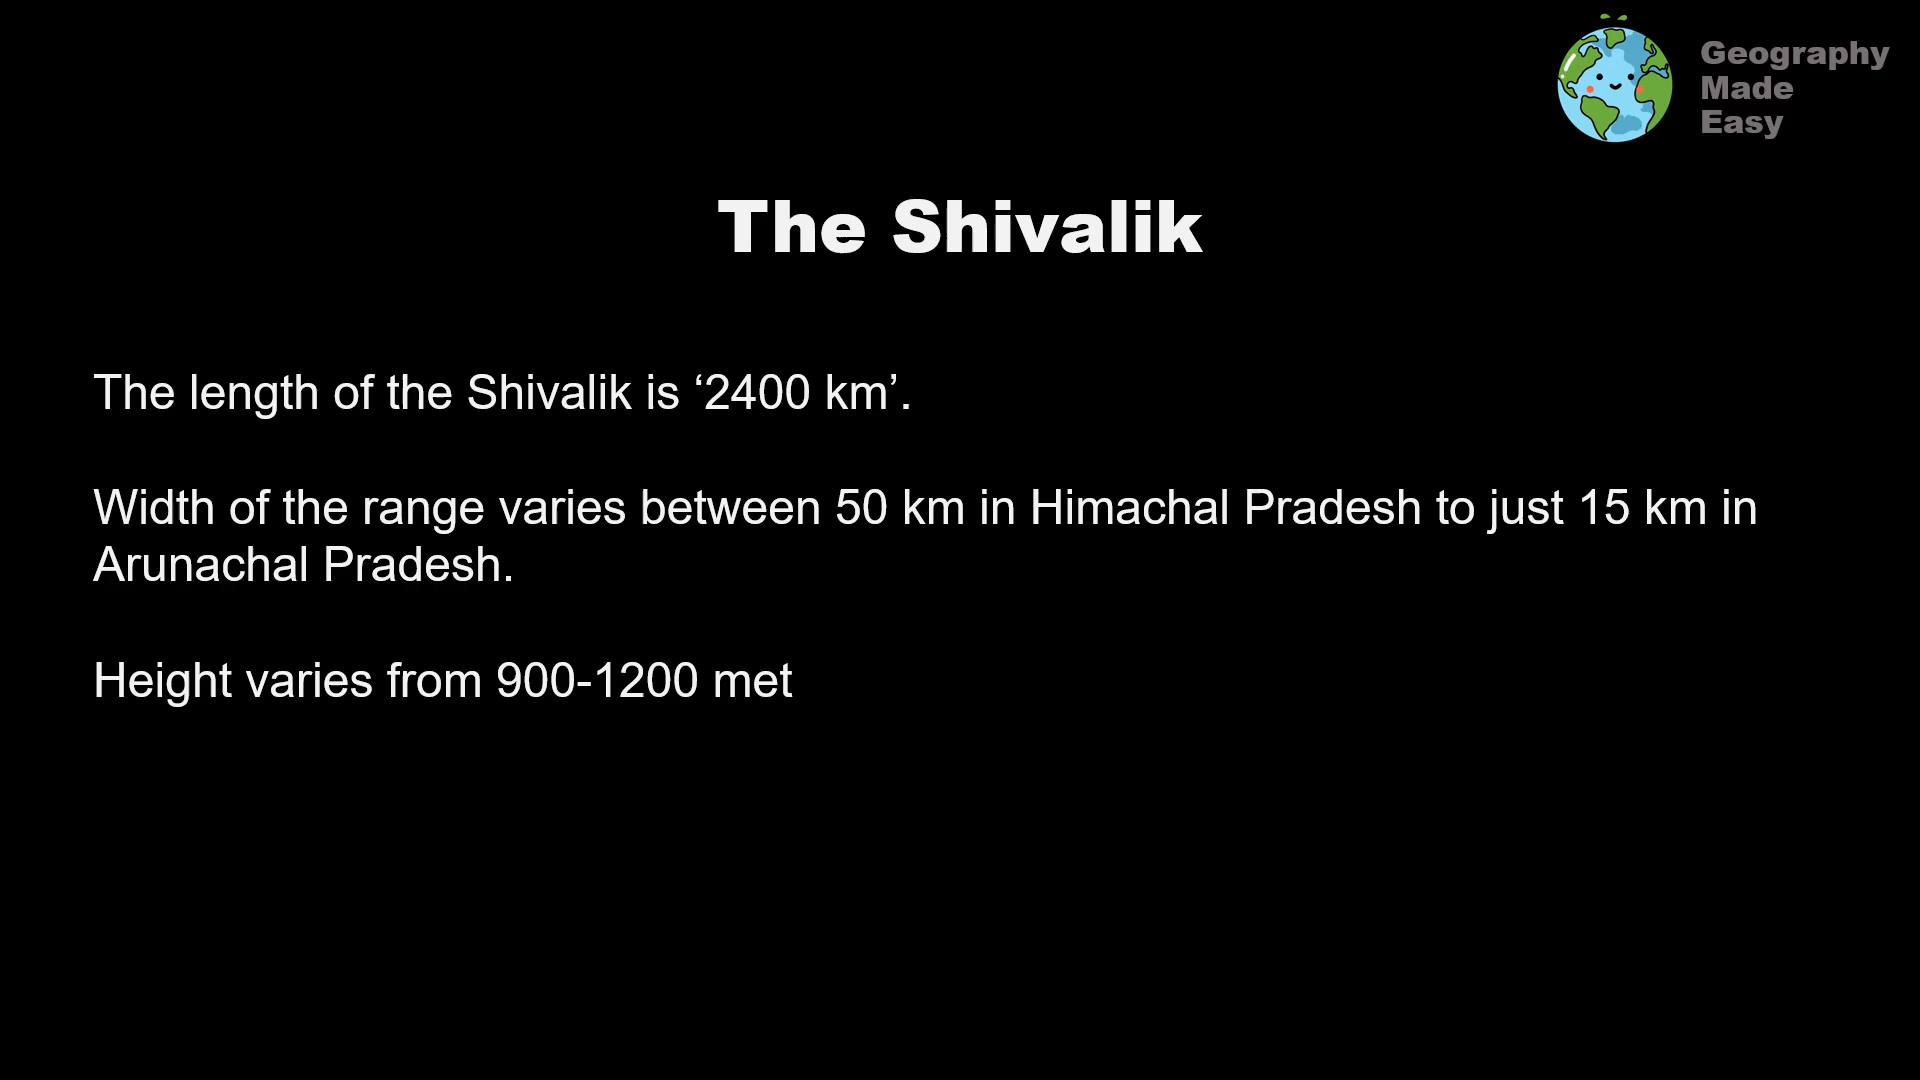 Geography
Made
Easy
The Shivalik
The length of the Shivalik is ‘2400 km’.
Width of the range varies between 50 km in Himachal Pradesh to just 15 km in
Arunachal Pradesh.
Height varies from 900-1200 met